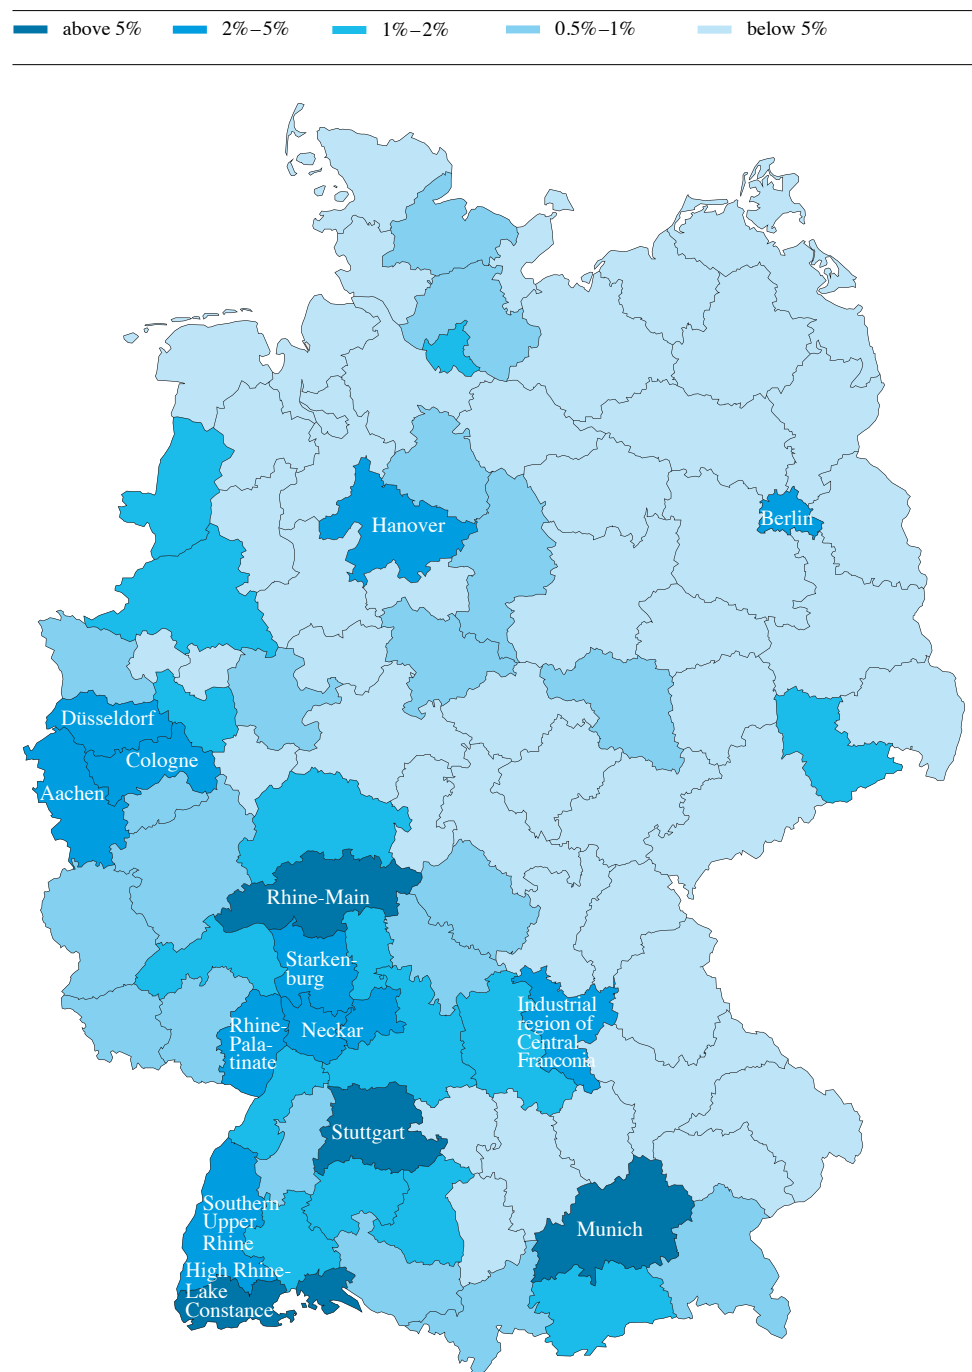 above 5% 2%–5% 1%–2% 0.5%–1% below 5%
Berlin
Hanover
Düsseldorf
Cologne
Aachen
Rhine-Main
Starken-
burg
Industrial
region of
Central
Franconia
Rhine-
Pala-
tinate
Neckar
Stuttgart
Southern
Upper
Rhine
Munich
High Rhine-
Lake
Constance